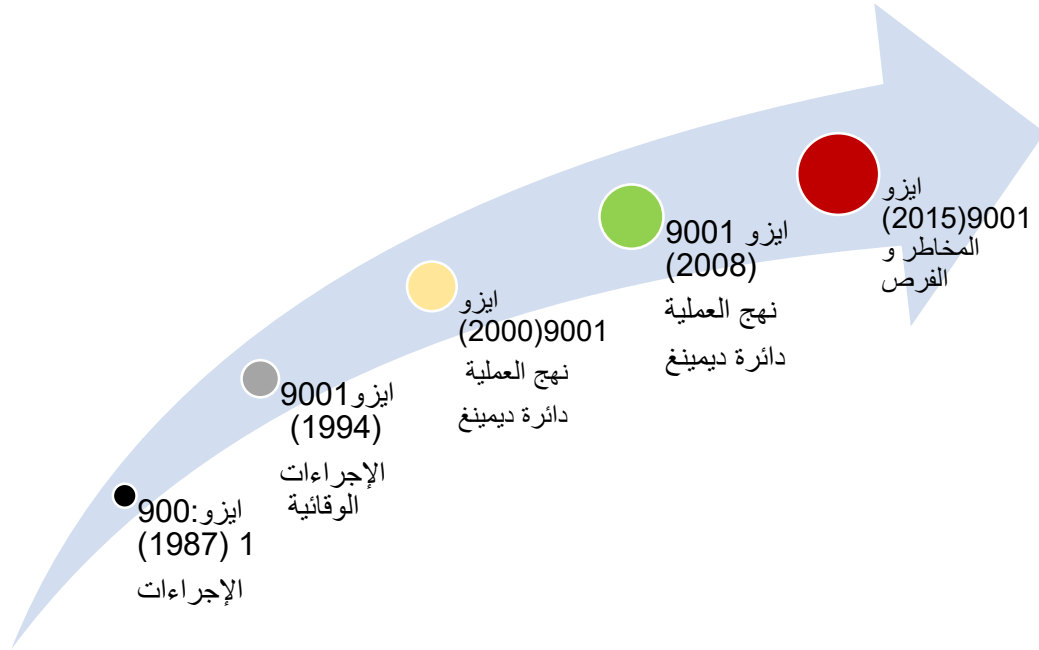 ايزو:900
1 (1987)
الإجراءات
ايزو9001
(1994)
الإجراءات
الوقائية
ايزو
9001(2000)
نهج العملية
دائرة ديمينغ
ايزو 9001
(2008)
نهج العملية
دائرة ديمينغ
ايزو
9001(2015)
المخاطر و
الفرص